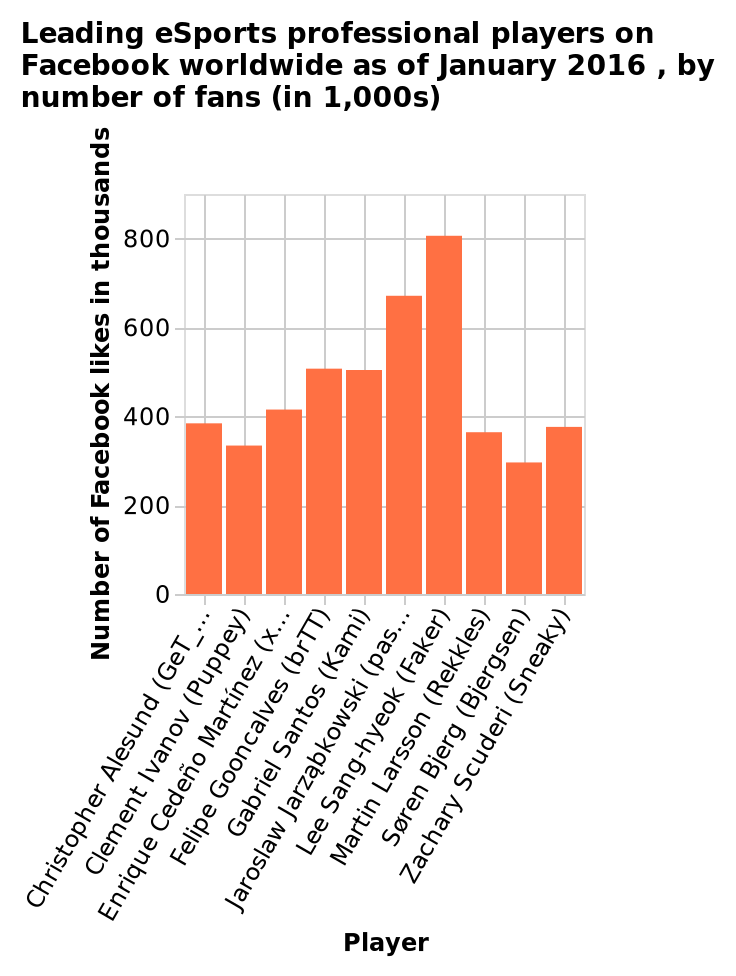 Leading eSports professional players on
Facebook worldwide as of January 2016 , by
number of fans (in 1,000s)
Number of Facebook likes in thousands
800
600
400
200
0
Christopher Alesund (GeT_…
Clement Ivanov (Puppey)
Enrique Cedeño Martínez (x…
Felipe Gooncalves (brTT)
Gabriel Santos (Kami)
Jaroslaw Jarząbkowski (pas…
Lee Sang-hyeok (Faker)
Martin Larsson (Rekkles)
Søren Bjerg (Bjergsen)
Zachary Scuderi (Sneaky)
Player